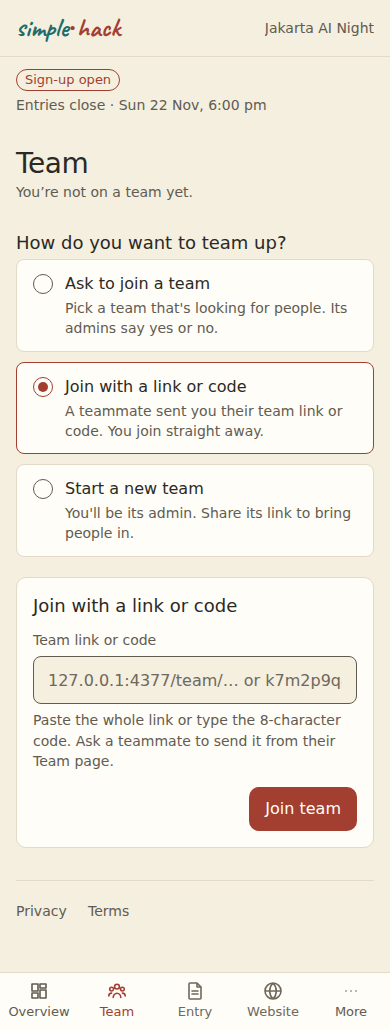 simple·hack
Jakarta AI Night
Sign-up open
Entries close · Sun 22 Nov, 6:00 pm
Team
You’re not on a team yet.
How do you want to team up?
Ask to join a team
Pick a team that's looking for people. Its
admins say yes or no.
Join with a link or code
A teammate sent you their team link or
code. You join straight away.
Start a new team
You'll be its admin. Share its link to bring
people in.
Join with a link or code
Team link or code
127.0.0.1:4377/team/… or k7m2p9q
Paste the whole link or type the 8-character
code. Ask a teammate to send it from their
Team page.
Join team
Privacy
Terms
Overview
Team
Entry
Website
More